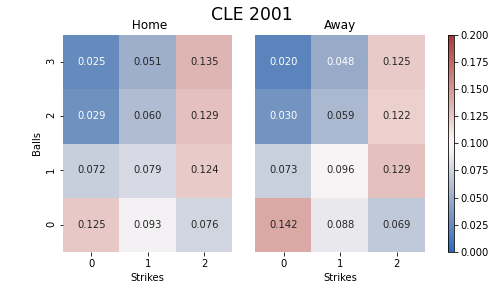 CLE 2001
Home Away
3 0.025 0.051 0.135 0.020 0.048 0.125
2 0.029 0.060 0.129 0.030 0.059 0.122
1 0.072 0.079 0.124 0.073 0.096 0.129
0 0.125 0.093 0.076 0.142 0.088 0.069
Balls
0 1 2 0 1 2
Strikes Strikes
0.200
0.175
0.150
0.125
0.100
0.075
0.050
0.025
0.000